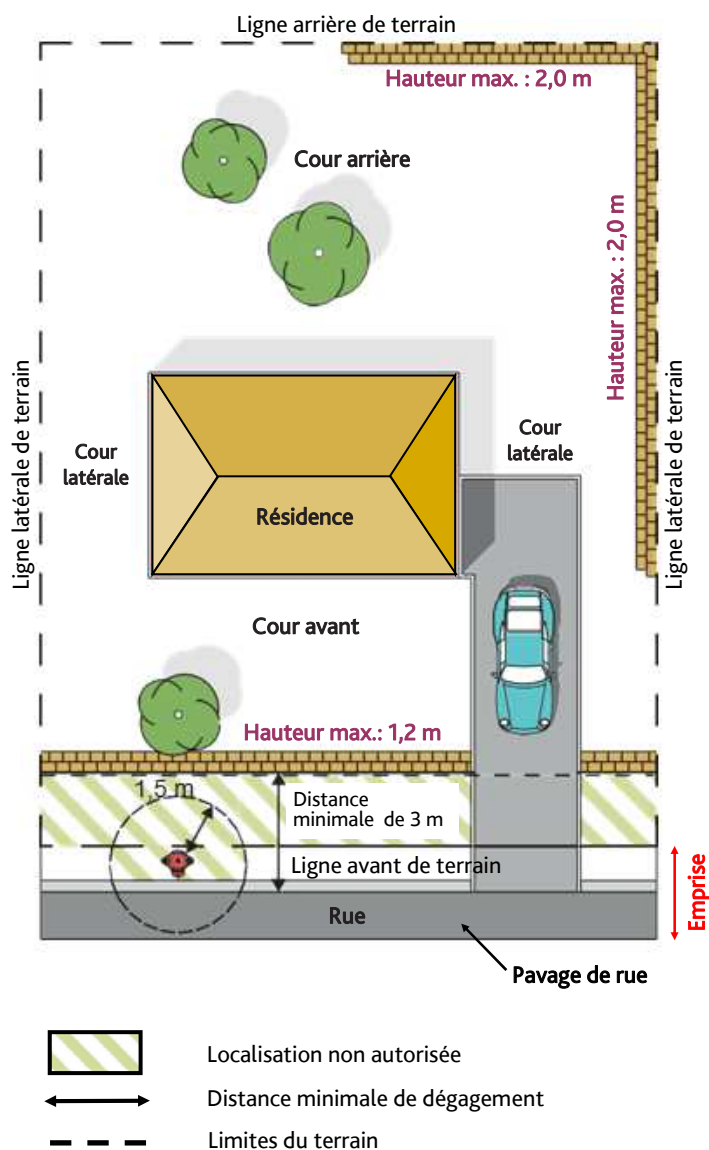 Ligne arrière de terrain
Hauteur max. : 2,0 m
Cour arrière
Hauteur max. : 2,0 m
Ligne latérale de terrain
Cour
latérale
Cour
latérale
Ligne latérale de terrain
Résidence
Cour avant
Hauteur max.: 1,2 m
1,5 m
Distance
minimale de 3 m
Ligne avant de terrain
Emprise
Rue
Pavage de rue
Localisation non autorisée
Distance minimale de dégagement
Limites du terrain